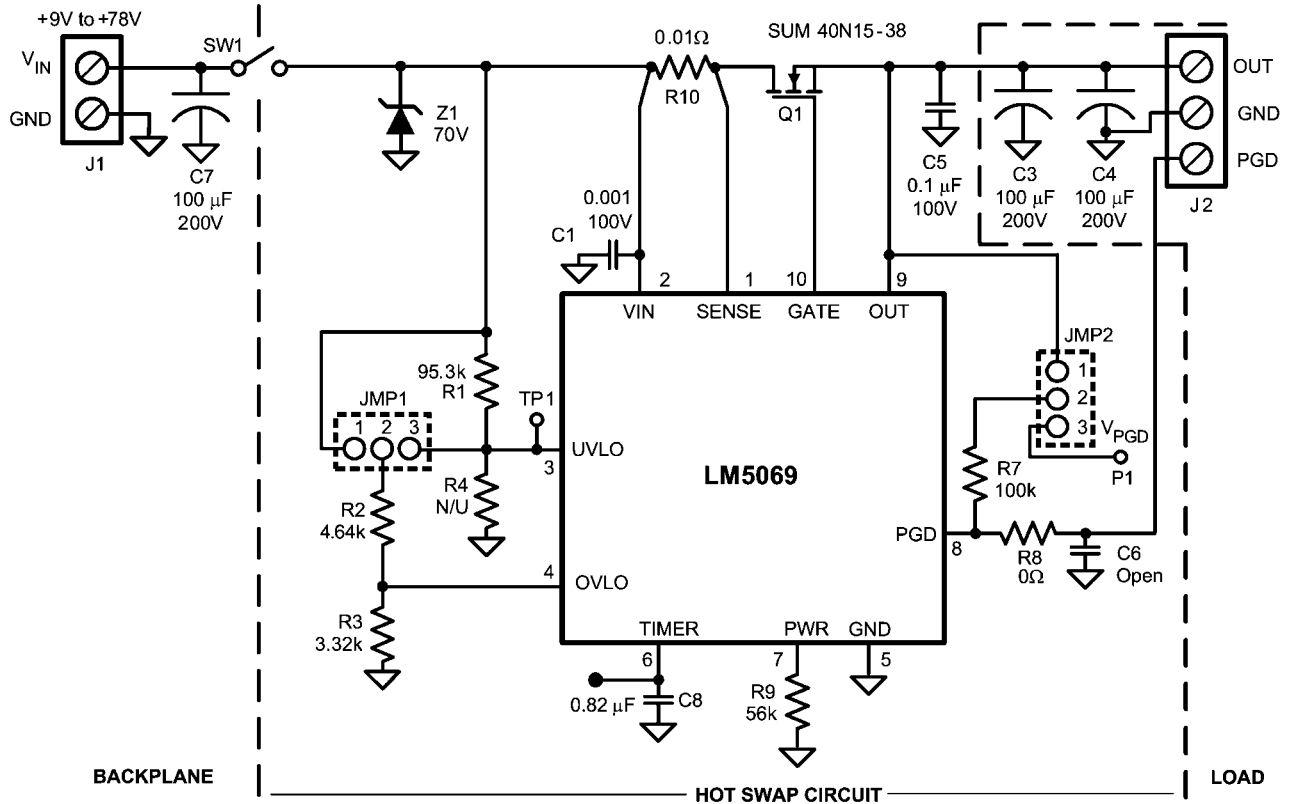 +9V to +78V
V_IN
GND
J1
SW1
C7
100 μF
200V
Z1
70V
0.01Ω
R10
SUM 40N15-38
Q1
C5
0.1 μF
100V
C3
100 μF
200V
C4
100 μF
200V
OUT
GND
PGD
J2
0.001
100V
C1
2
1
10
9
VIN
SENSE
GATE
OUT
95.3k
R1
JMP1
1
2
3
TP1
R2
4.64k
R4
N/U
R3
3.32k
UVLO
3
4
OVLO
LM5069
PGD
8
TIMER
PWR
GND
6
7
5
0.82 μF
C8
R9
56k
JMP2
1
2
3
V_PGD
P1
R7
100k
R8
0Ω
C6
Open
BACKPLANE
HOT SWAP CIRCUIT
LOAD